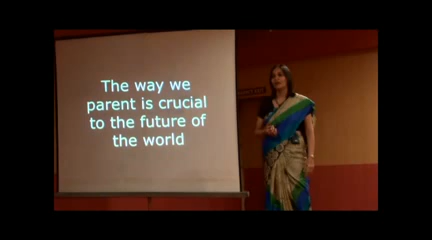 The way we
parent is crucial
to the future of
the world